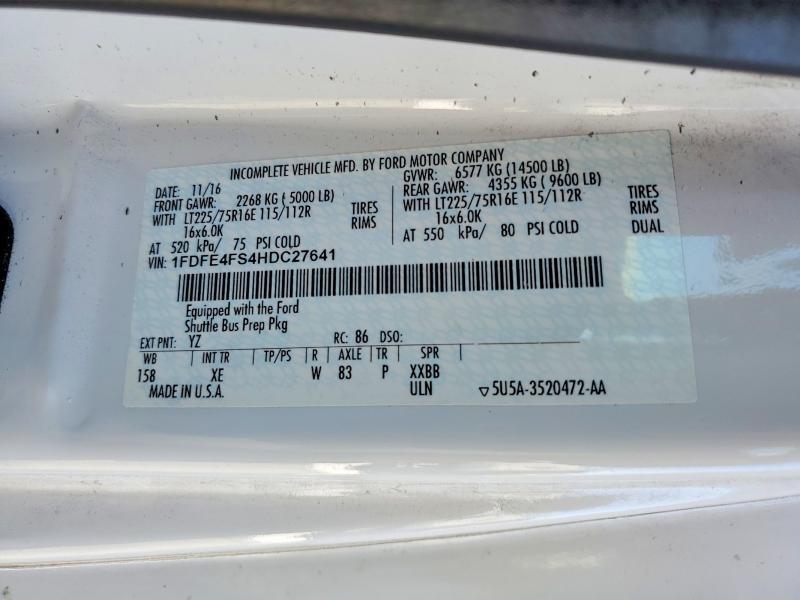 INCOMPLETE VEHICLE MFD. BY FORD MOTOR COMPANY
DATE: 11/16 GVWR: 6577 KG (14500 LB)
FRONT GAWR: 2268 KG (5000 LB) REAR GAWR: 4355 KG (9600 LB)
WITH LT225/75R16E 115/112R TIRES WITH LT225/75R16E 115/112R TIRES
16x6.0K RIMS 16x6.0K RIMS
AT 520 kPa/ 75 PSI COLD AT 550 kPa/ 80 PSI COLD DUAL
VIN: 1FDFE4FS4HDC27641
Equipped with the Ford
Shuttle Bus Prep Pkg
EXT PNT: YZ RC: 86 DSO:
WB INT TR TP/PS R AXLE TR SPR
158 XE W 83 P XXBB
MADE IN U.S.A. ULN ▽5U5A-3520472-AA